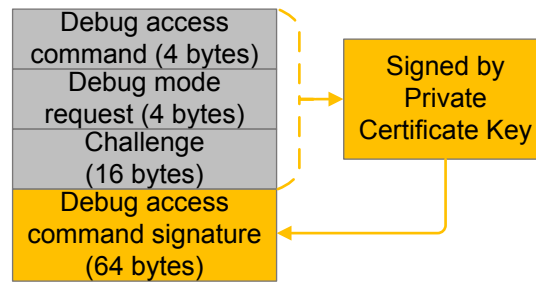 Debug access
command (4 bytes)
Debug mode
request (4 bytes)
Challenge
(16 bytes)
Debug access
command signature
(64 bytes)
Signed by
Private
Certificate Key